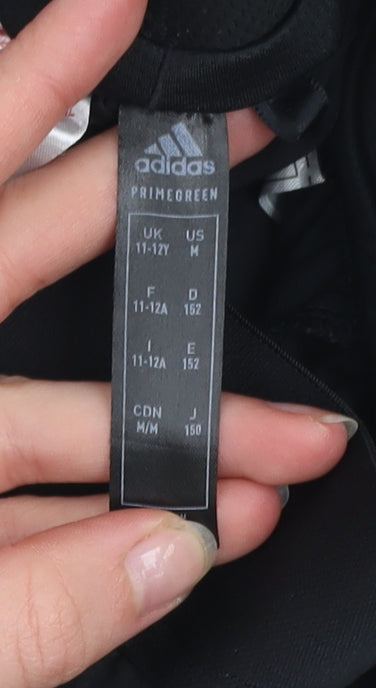 adidas
PRIMEGREEN
UK US
11-12Y M
F D
11-12A 152
I E
11-12A 152
CDN J
M/M 150